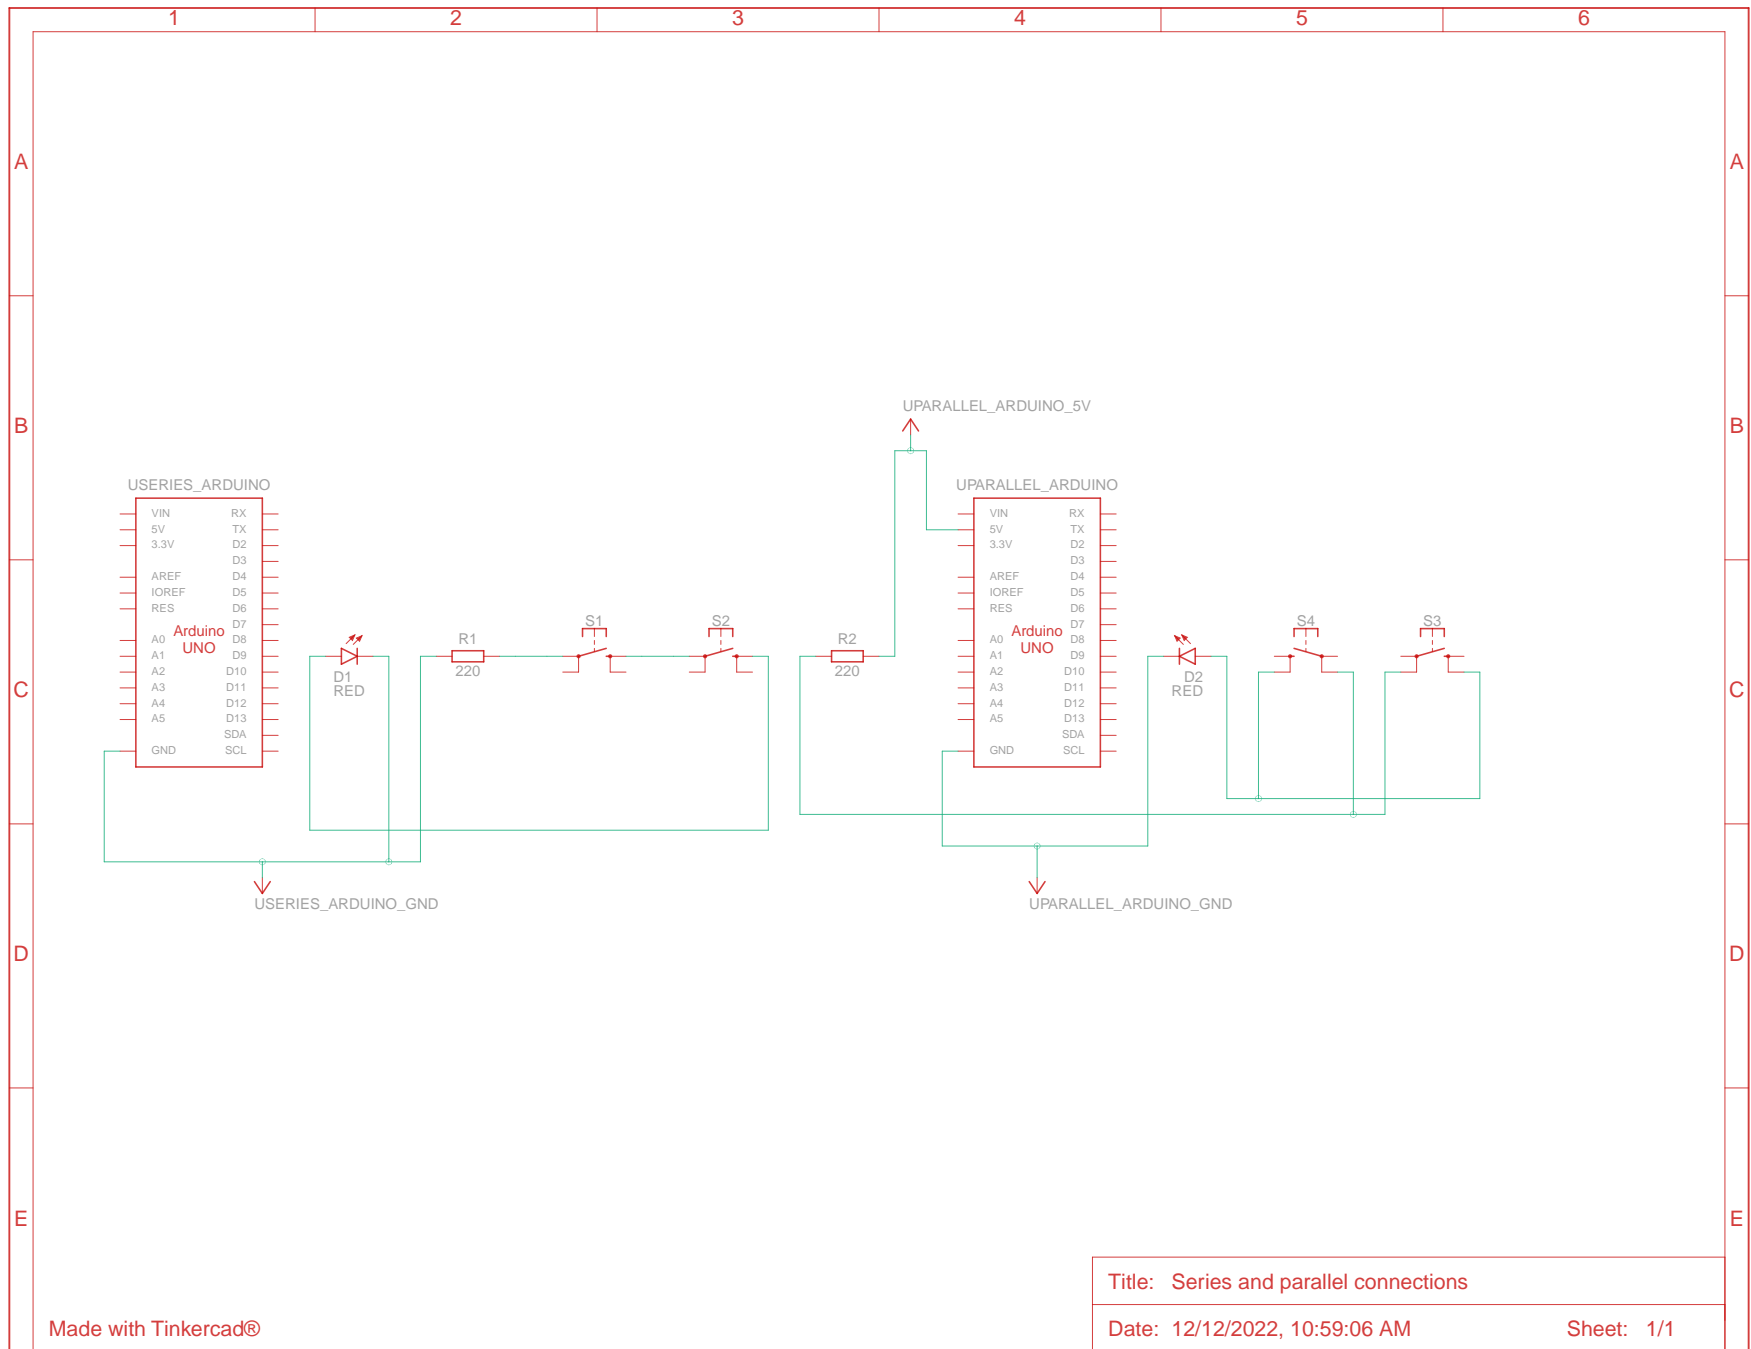 1 2 3 4 5 6
A A
B B
UPARALLEL_ARDUINO_5V
USERIES_ARDUINO
VIN RX
5V TX
3.3V D2
D3
AREF D4
IOREF D5
RES D6
D7
A0 D8
A1 D9
A2 D10
A3 D11
A4 D12
A5 D13
SDA
GND SCL
Arduino
UNO
D1
RED
R1
220
S1
S2
R2
220
UPARALLEL_ARDUINO
VIN RX
5V TX
3.3V D2
D3
AREF D4
IOREF D5
RES D6
D7
A0 D8
A1 D9
A2 D10
A3 D11
A4 D12
A5 D13
SDA
GND SCL
Arduino
UNO
D2
RED
S4
S3
C C
USERIES_ARDUINO_GND
UPARALLEL_ARDUINO_GND
D D
E E
Title: Series and parallel connections
Made with Tinkercad®
Date: 12/12/2022, 10:59:06 AM Sheet: 1/1